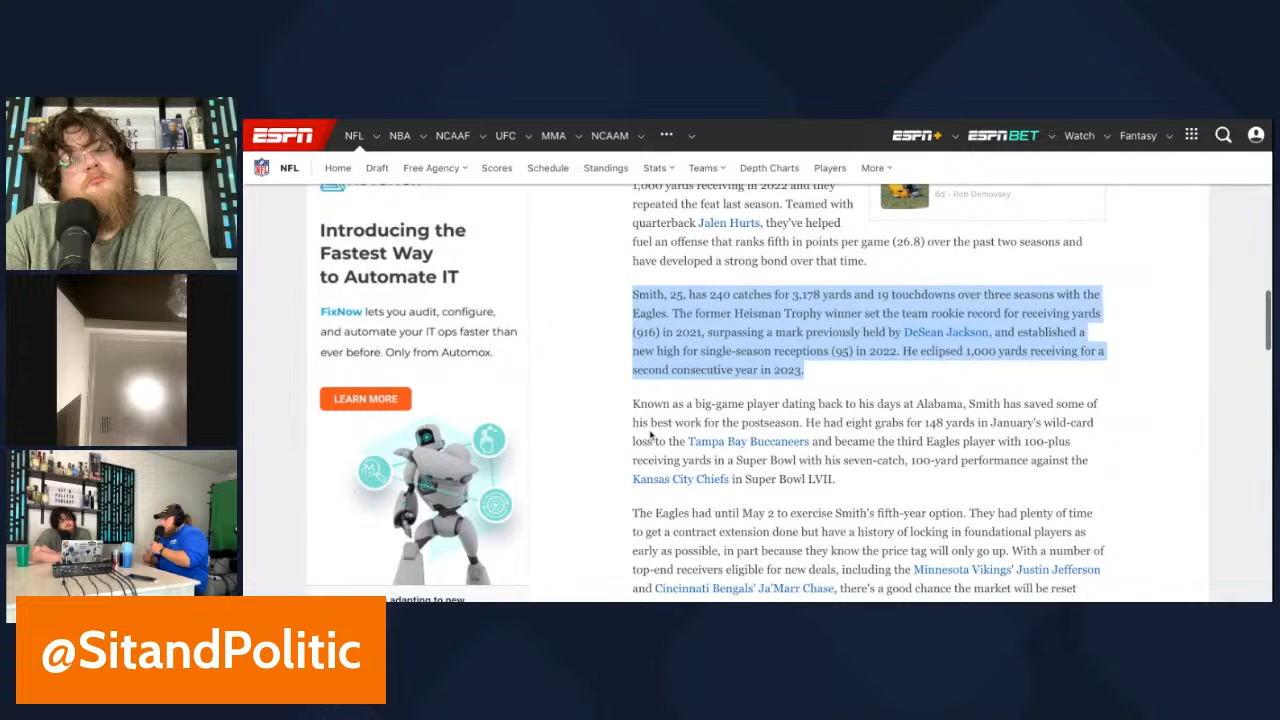 ESPN
NFL NBA NCAAF UFC MMA NCAAM •••
ESPN+ ESPN BET Watch Fantasy
NFL Home Draft Free Agency Scores Schedule Standings Stats Teams Depth Charts Players More
Introducing the
Fastest Way
to Automate IT
FixNow lets you audit, configure,
and automate your IT ops faster than
ever before. Only from Automox.
LEARN MORE
adapting to new
1,000 yards receiving in 2022 and they
repeated the feat last season. Teamed with
quarterback Jalen Hurts, they've helped
fuel an offense that ranks fifth in points per game (26.8) over the past two seasons and
have developed a strong bond over that time.
6d - Rob Demovsky
Smith, 25, has 240 catches for 3,178 yards and 19 touchdowns over three seasons with the
Eagles. The former Heisman Trophy winner set the team rookie record for receiving yards
(916) in 2021, surpassing a mark previously held by DeSean Jackson, and established a
new high for single-season receptions (95) in 2022. He eclipsed 1,000 yards receiving for a
second consecutive year in 2023.
Known as a big-game player dating back to his days at Alabama, Smith has saved some of
his best work for the postseason. He had eight grabs for 148 yards in January's wild-card
loss to the Tampa Bay Buccaneers and became the third Eagles player with 100-plus
receiving yards in a Super Bowl with his seven-catch, 100-yard performance against the
Kansas City Chiefs in Super Bowl LVII.
The Eagles had until May 2 to exercise Smith's fifth-year option. They had plenty of time
to get a contract extension done but have a history of locking in foundational players as
early as possible, in part because they know the price tag will only go up. With a number of
top-end receivers eligible for new deals, including the Minnesota Vikings' Justin Jefferson
and Cincinnati Bengals' Ja'Marr Chase, there's a good chance the market will be reset
@SitandPolitic